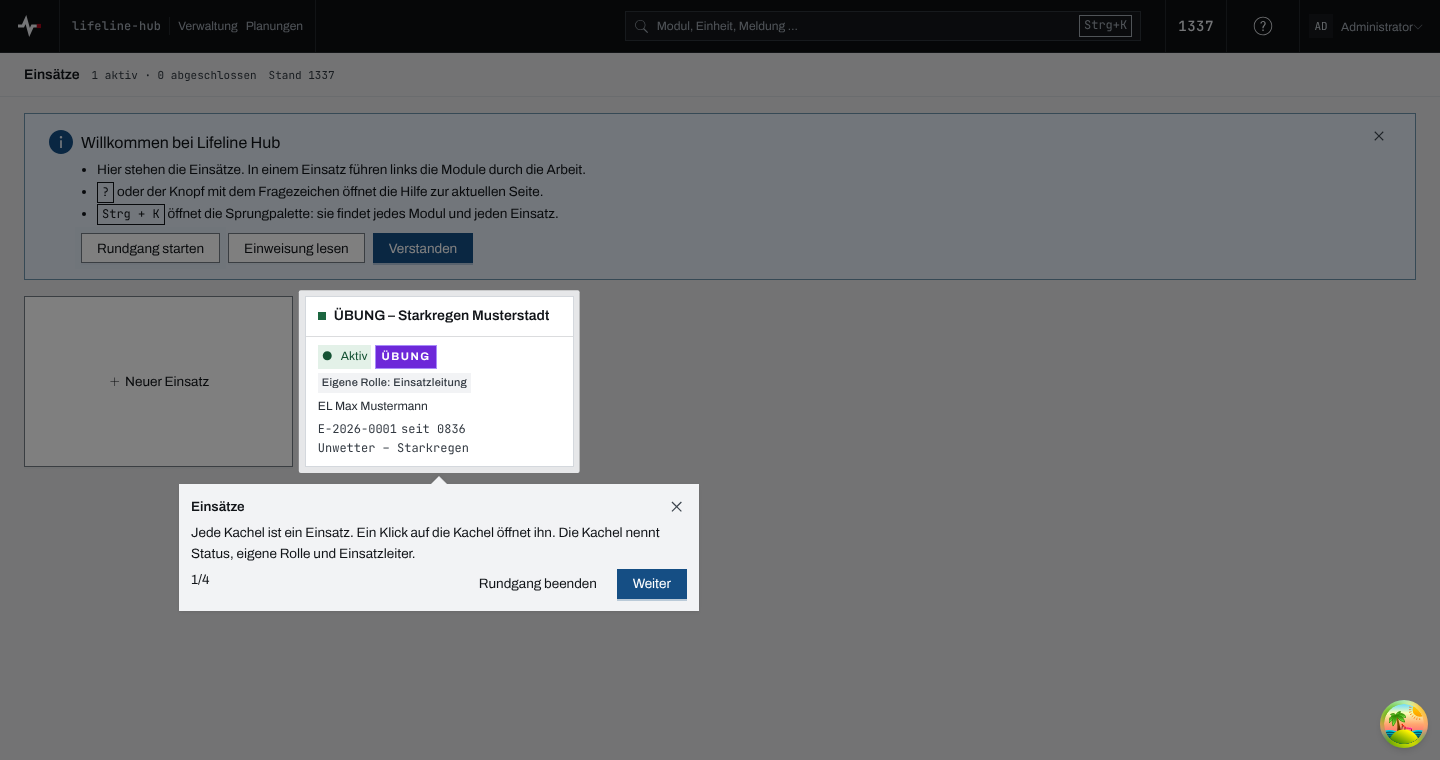 lifeline-hub Verwaltung Planungen Modul, Einheit, Meldung ... Strg+K 1337 ? AD Administrator
Einsätze 1 aktiv · 0 abgeschlossen Stand 1337
Willkommen bei Lifeline Hub
• Hier stehen die Einsätze. In einem Einsatz führen links die Module durch die Arbeit.
• ? oder der Knopf mit dem Fragezeichen öffnet die Hilfe zur aktuellen Seite.
• Strg + K öffnet die Sprungpalette: sie findet jedes Modul und jeden Einsatz.
Rundgang starten Einweisung lesen Verstanden
+ Neuer Einsatz
ÜBUNG – Starkregen Musterstadt
Aktiv ÜBUNG
Eigene Rolle: Einsatzleitung
EL Max Mustermann
E-2026-0001 seit 0836
Unwetter – Starkregen
Einsätze
Jede Kachel ist ein Einsatz. Ein Klick auf die Kachel öffnet ihn. Die Kachel nennt
Status, eigene Rolle und Einsatzleiter.
1/4 Rundgang beenden Weiter